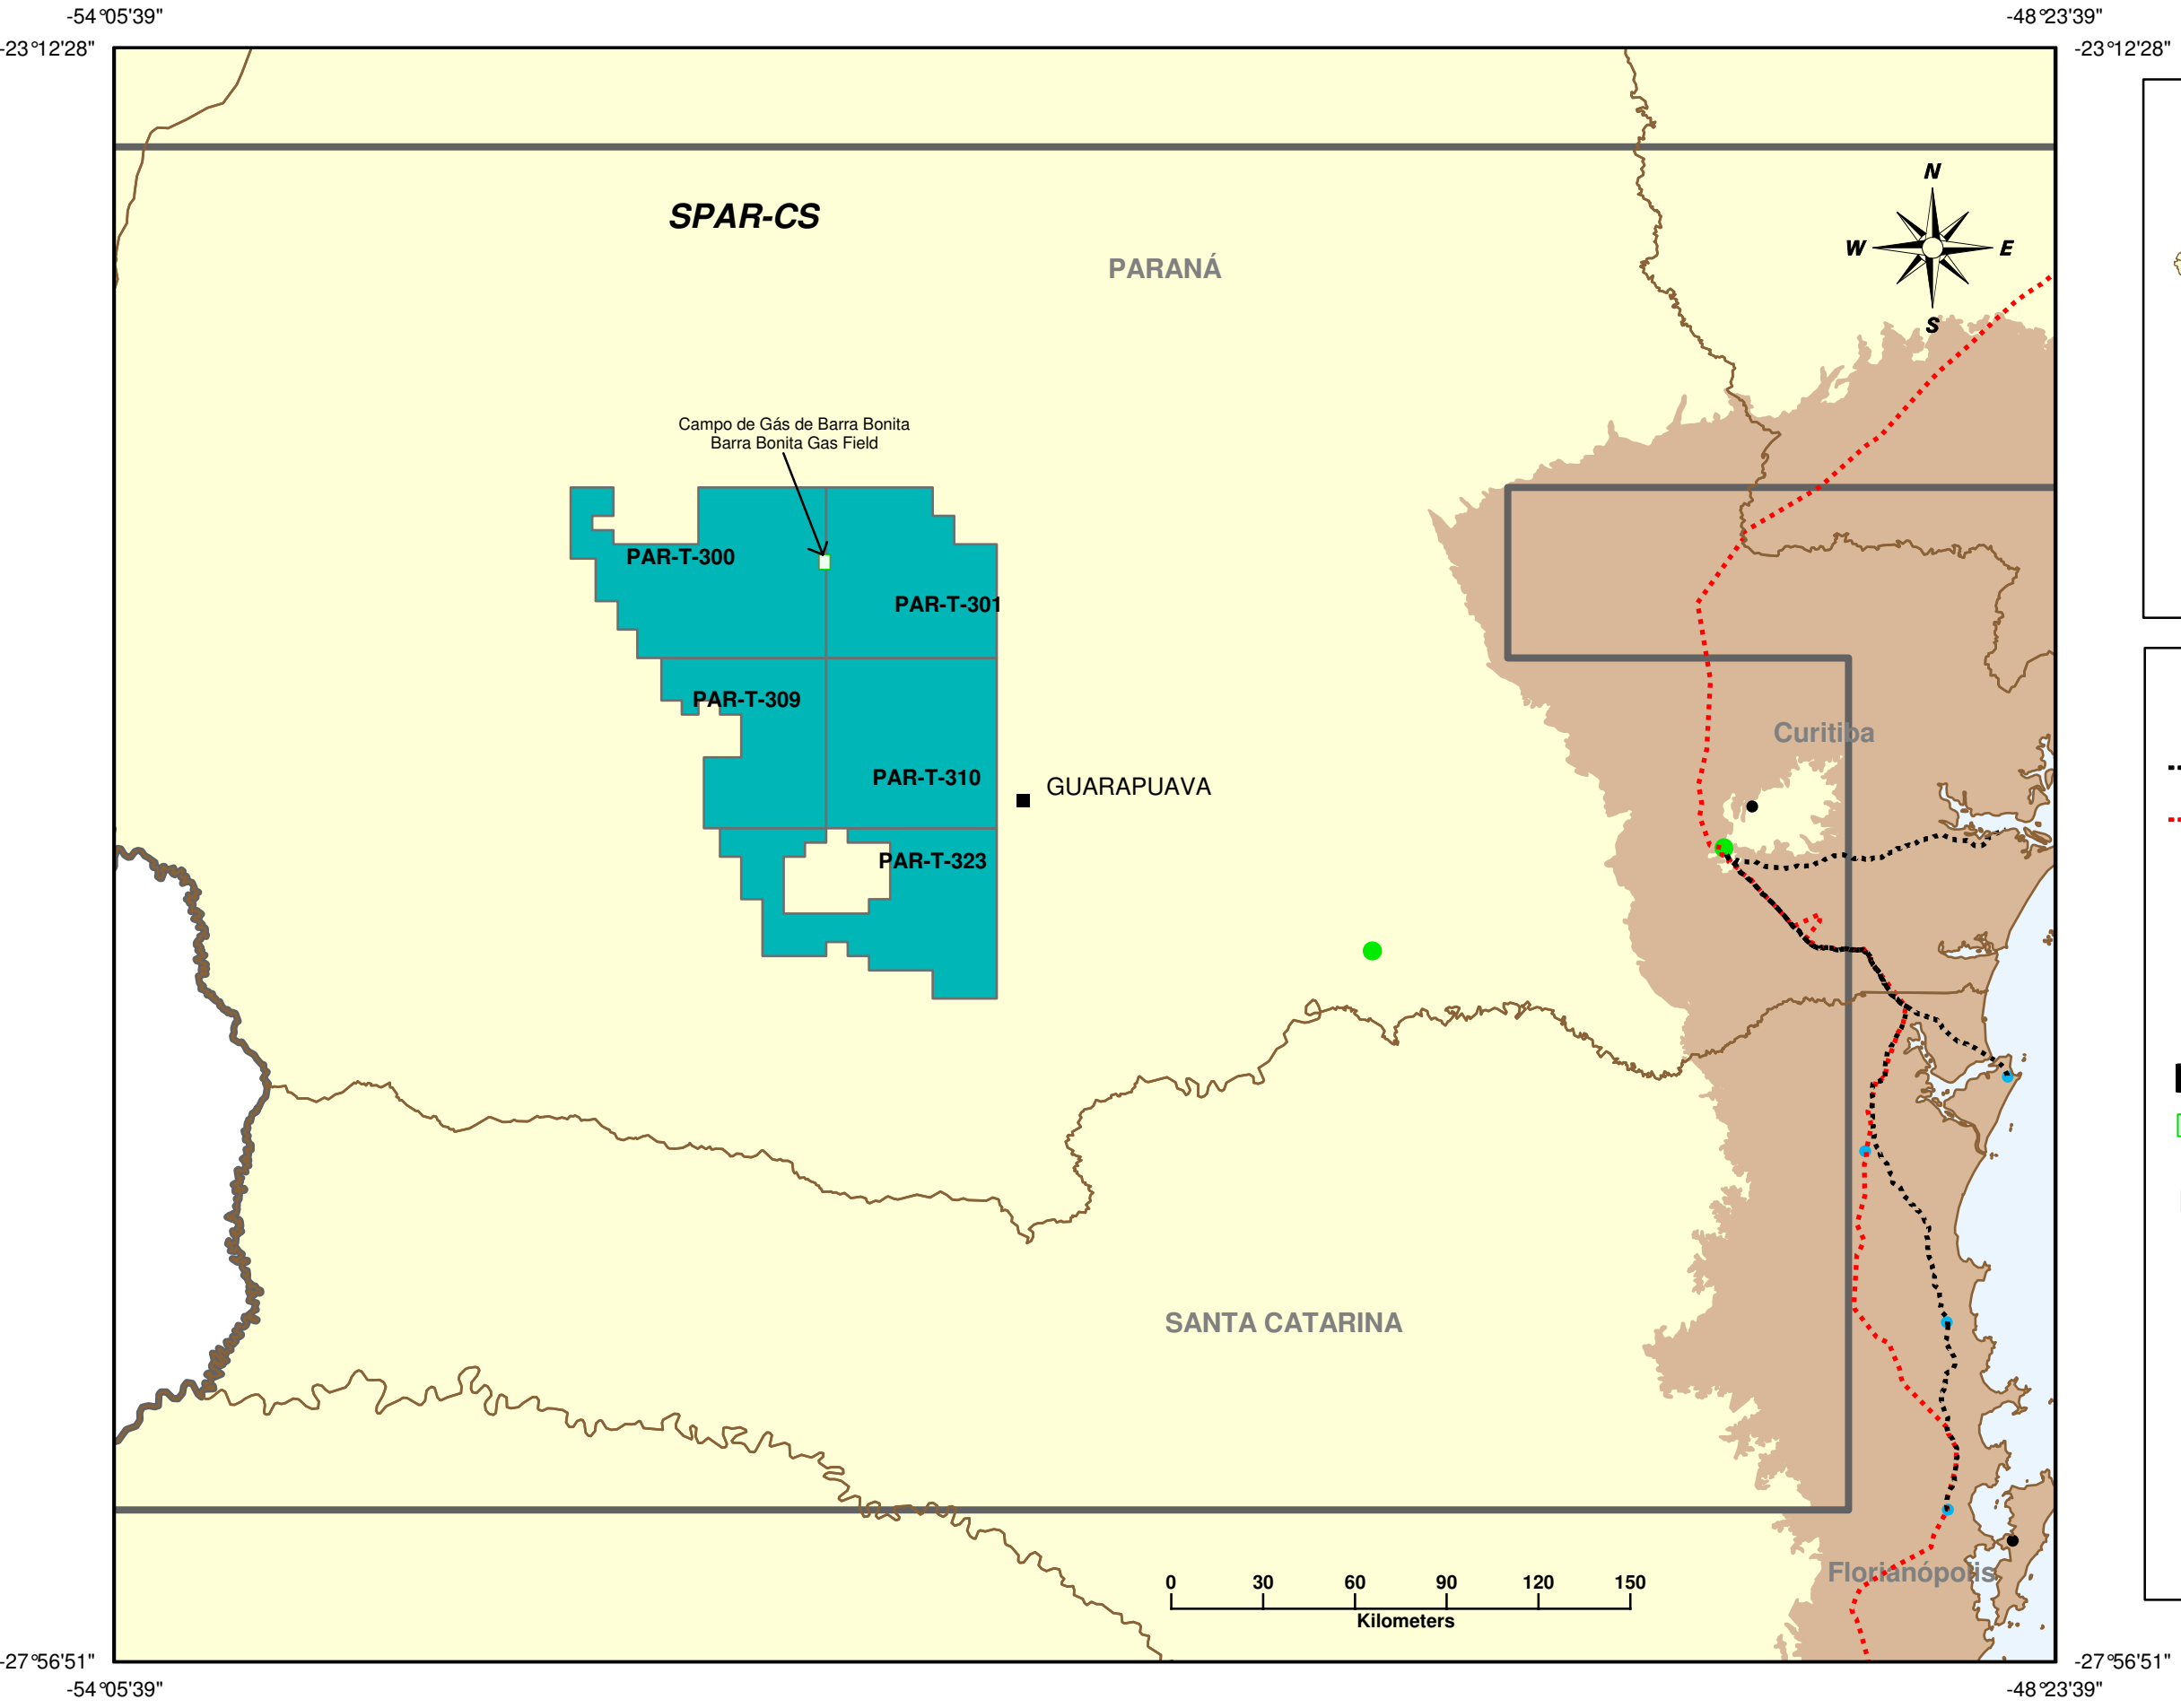 -54°05'39"
-48°23'39"
-23°12'28"
-23°12'28"
N
SPAR-CS
W
E
PARANÁ
S
Campo de Gás de Barra Bonita
Barra Bonita Gas Field
PAR-T-300
PAR-T-301
PAR-T-309
Curitiba
PAR-T-310
GUARAPUAVA
PAR-T-323
SANTA CATARINA
Florianópolis
0 30 60 90 120 150
Kilometers
-27°56'51"
-27°56'51"
-54°05'39"
-48°23'39"